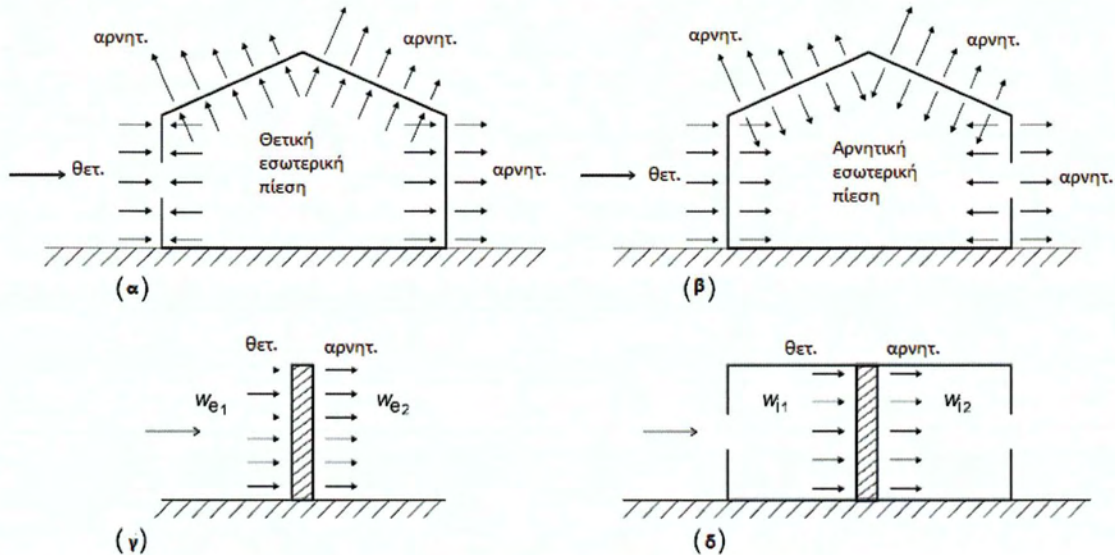 αρνητ.
αρνητ.
Θετική
εσωτερική
πίεση
θετ.
αρνητ.
(α)
αρνητ.
αρνητ.
Αρνητική
εσωτερική
πίεση
θετ.
αρνητ.
(β)
θετ.
αρνητ.
We1
We2
(γ)
θετ.
αρνητ.
Wi1
Wi2
(δ)